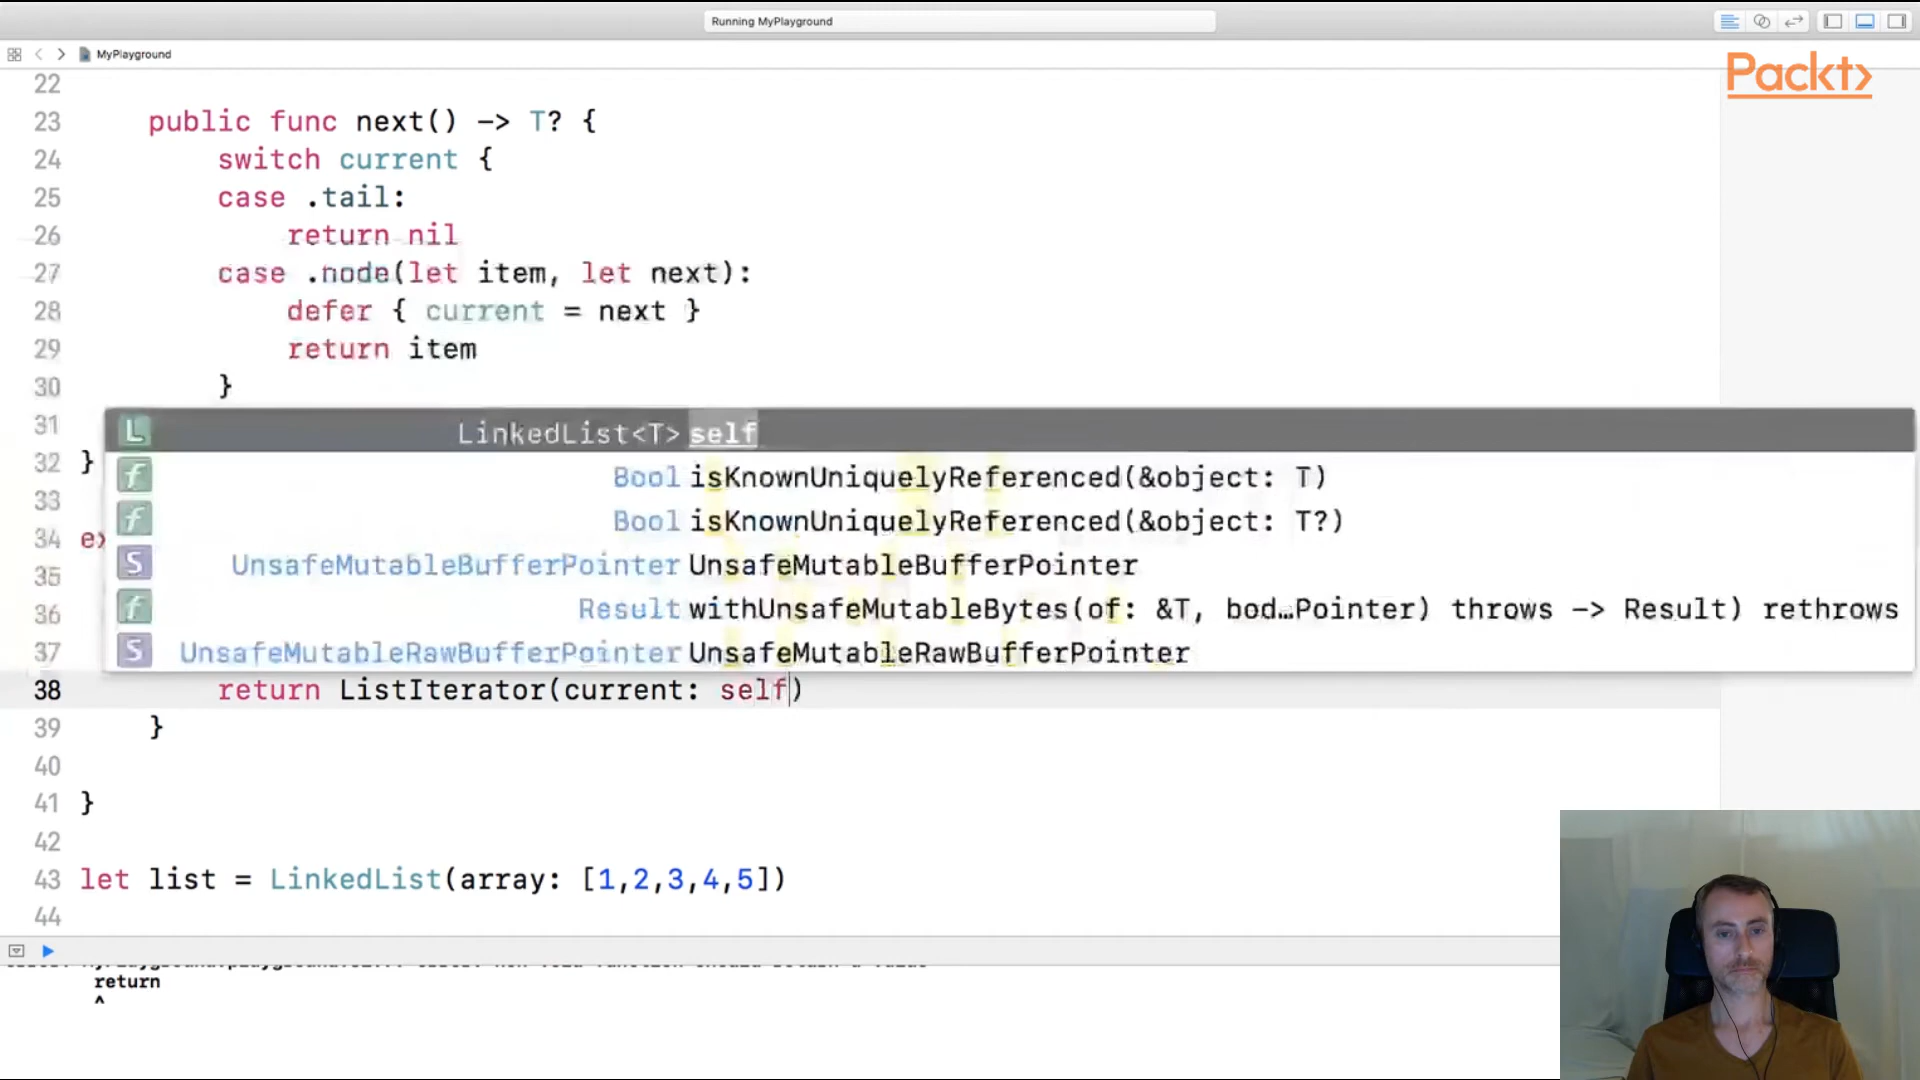 Running MyPlayground
MyPlayground
Packt>
22
23 public func next() -> T? {
24 switch current {
25 case .tail:
26 return nil
27 case .node(let item, let next):
28 defer { current = next }
29 return item
30 }
31 L LinkedList<T> self
32 }
f Bool isKnownUniquelyReferenced(&object: T)
33
f Bool isKnownUniquelyReferenced(&object: T?)
34 ex
S UnsafeMutableBufferPointer UnsafeMutableBufferPointer
35
36 f Result withUnsafeMutableBytes(of: &T, bod…Pointer) throws -> Result) rethrows
37 S UnsafeMutableRawBufferPointer UnsafeMutableRawBufferPointer
38 return ListIterator(current: self)
39 }
40
41 }
42
43 let list = LinkedList(array: [1,2,3,4,5])
44
return
^